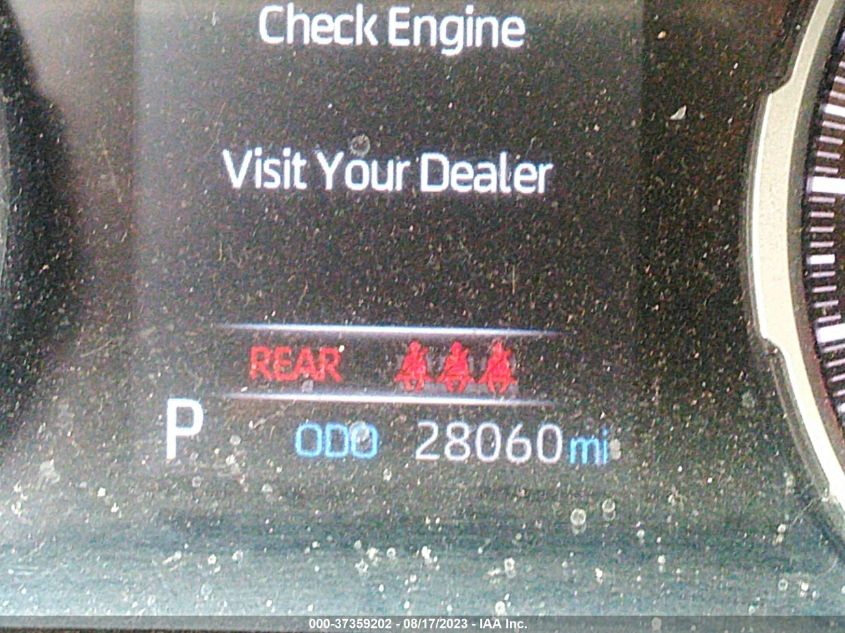 Check Engine
Visit Your Dealer
REAR
P ODO 28060 mi
000-37359202 - 08/17/2023 - IAA Inc.